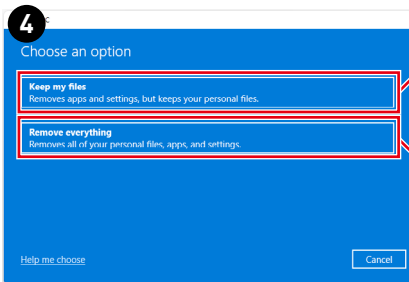 4
Choose an option
Keep my files
Removes apps and settings, but keeps your personal files.
Remove everything
Removes all of your personal files, apps, and settings.
Help me choose
Cancel